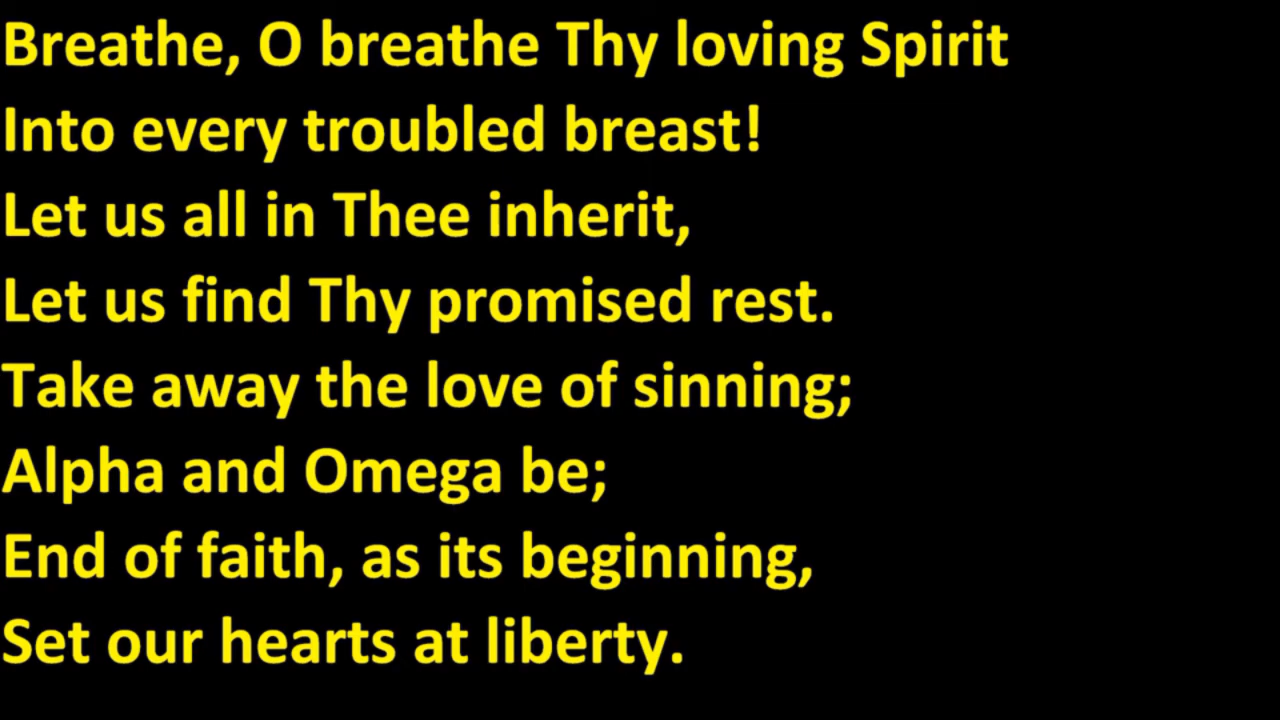 Breathe, O breathe Thy loving Spirit
Into every troubled breast!
Let us all in Thee inherit,
Let us find Thy promised rest.
Take away the love of sinning;
Alpha and Omega be;
End of faith, as its beginning,
Set our hearts at liberty.